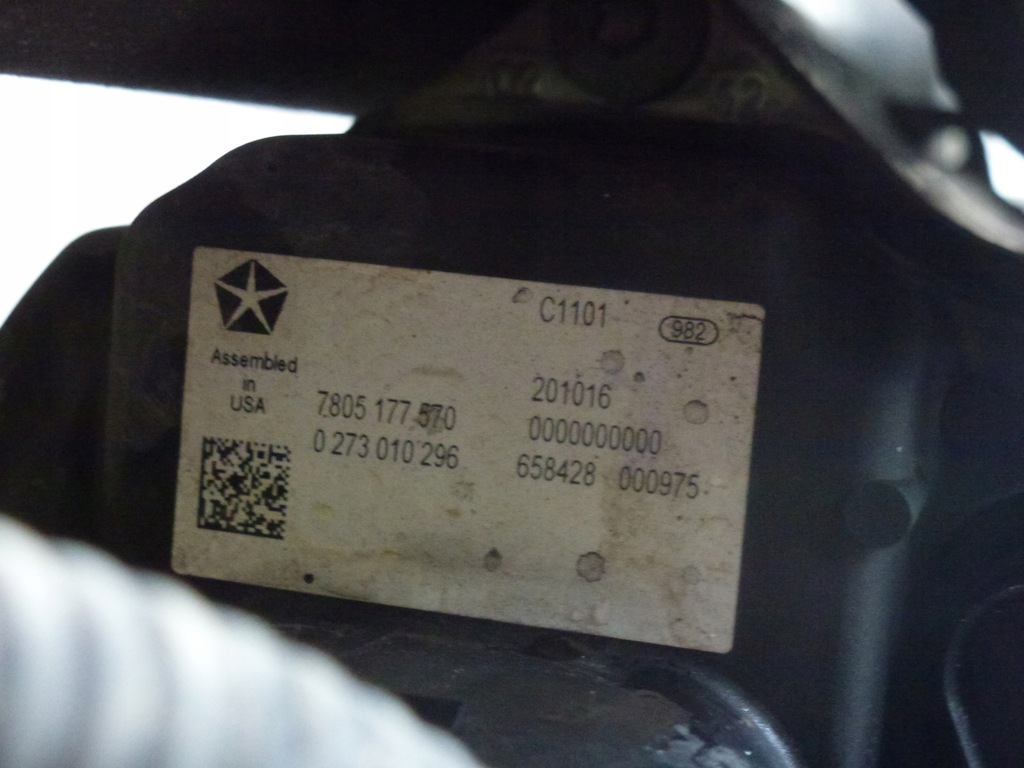 C1101 982
Assembled
in
USA
7805 177 570
0 273 010 296
201016
0000000000
658428 000975